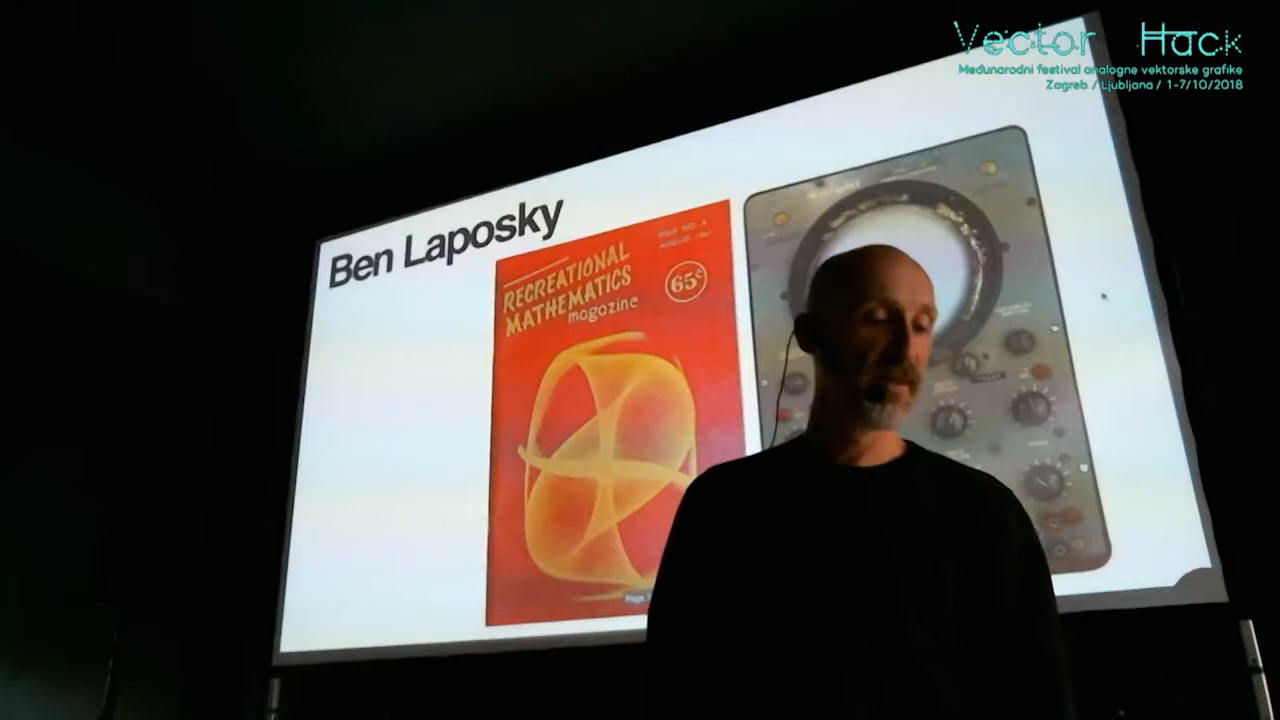 Vector Hack
Međunarodni festival analogne vektorske grafike
Zagreb / Ljubljana / 1-7/10/2018
Ben Laposky
RECREATIONAL
MATHEMATICS
magazine
65¢